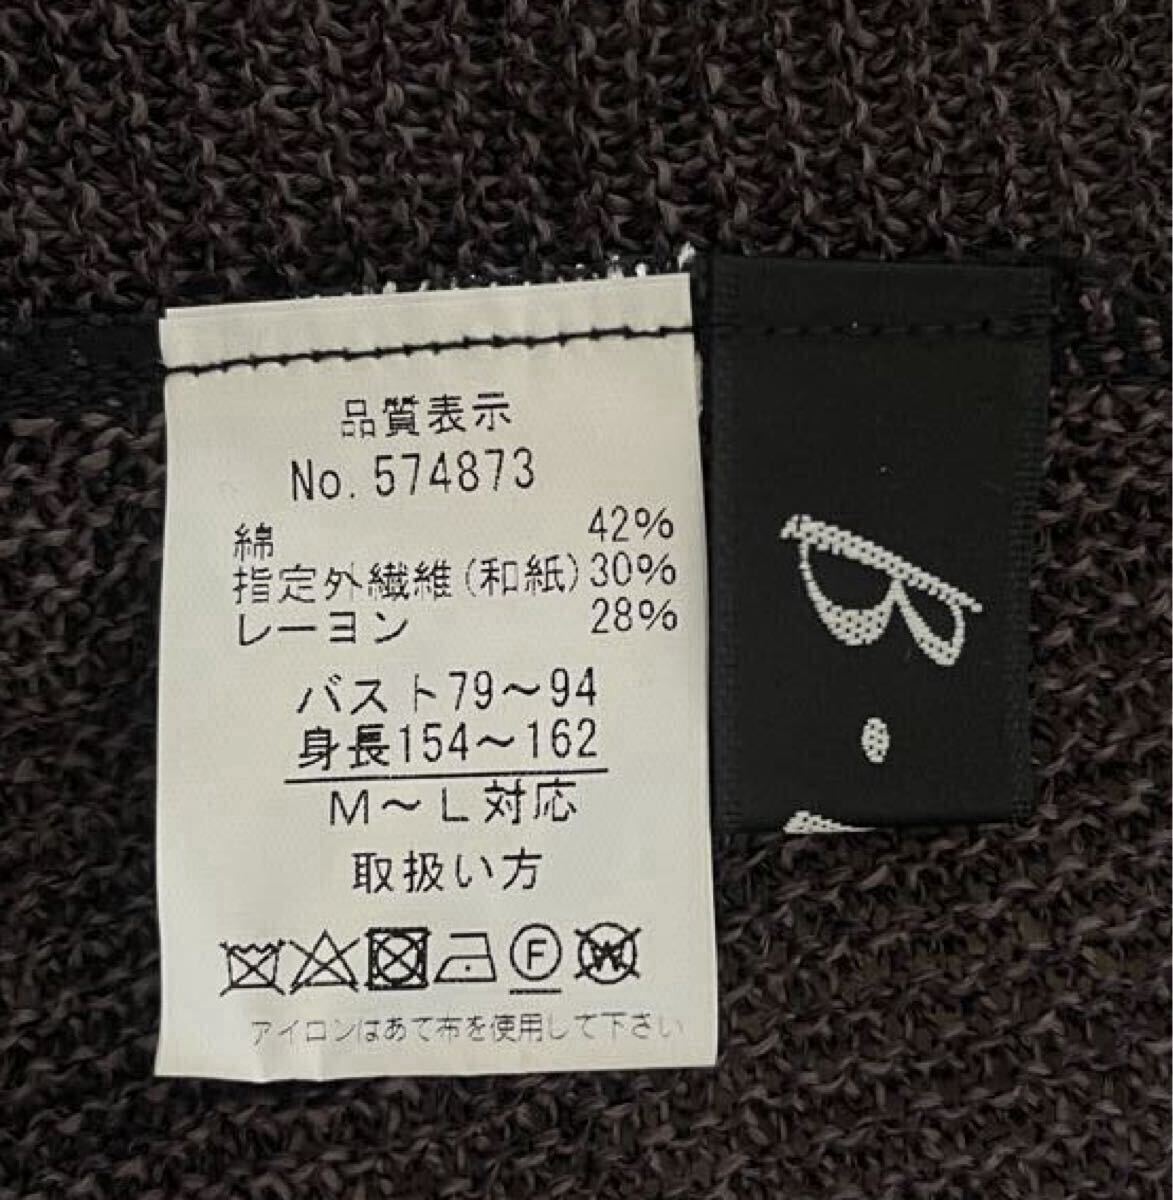 品質表示
No. 574873
綿 42%
指定外繊維(和紙) 30%
レーヨン 28%
バスト79～94
身長154～162
M～L対応
取扱い方
F W
アイロンはあて布を使用して下さい